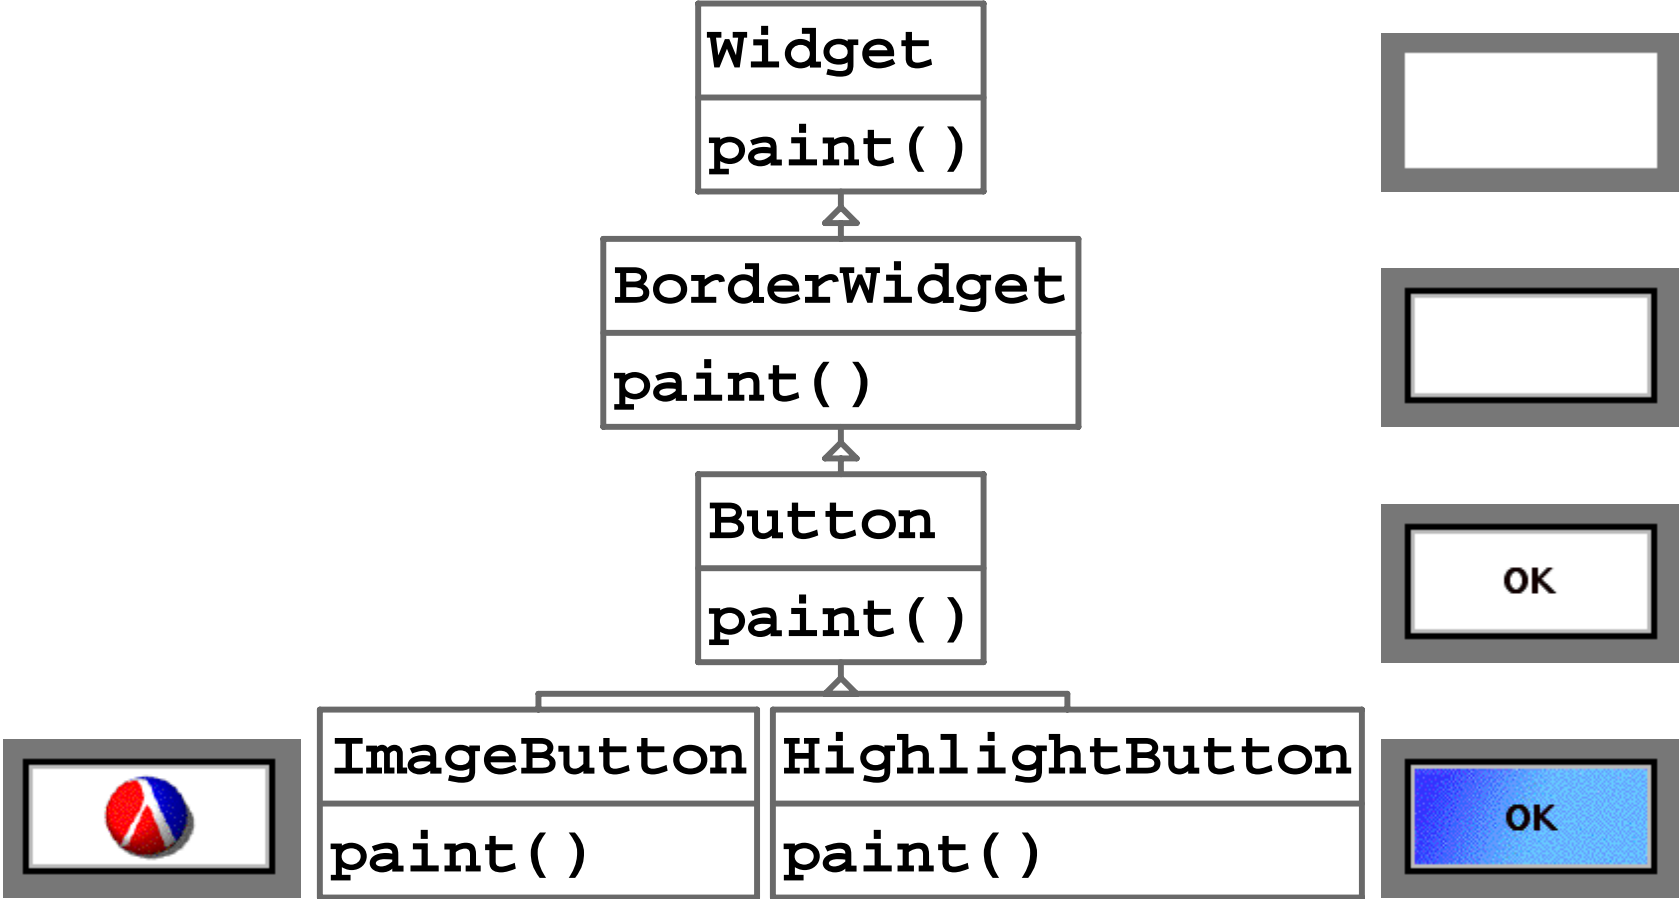 Widget
paint()
BorderWidget
paint()
Button
paint()
OK
ImageButton
paint()
HighlightButton
paint()
OK